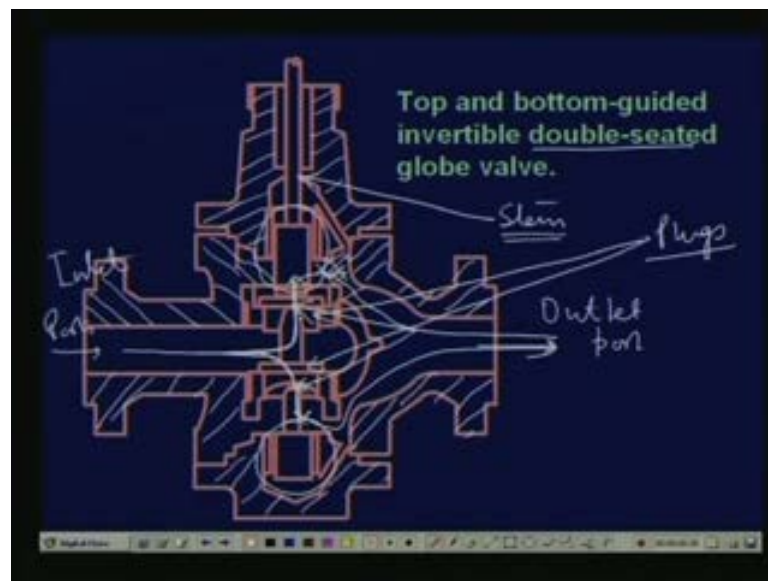 Top and bottom-guided
invertible double-seated
globe valve.
Stem
Plugs
Inlet
Port
Outlet
port